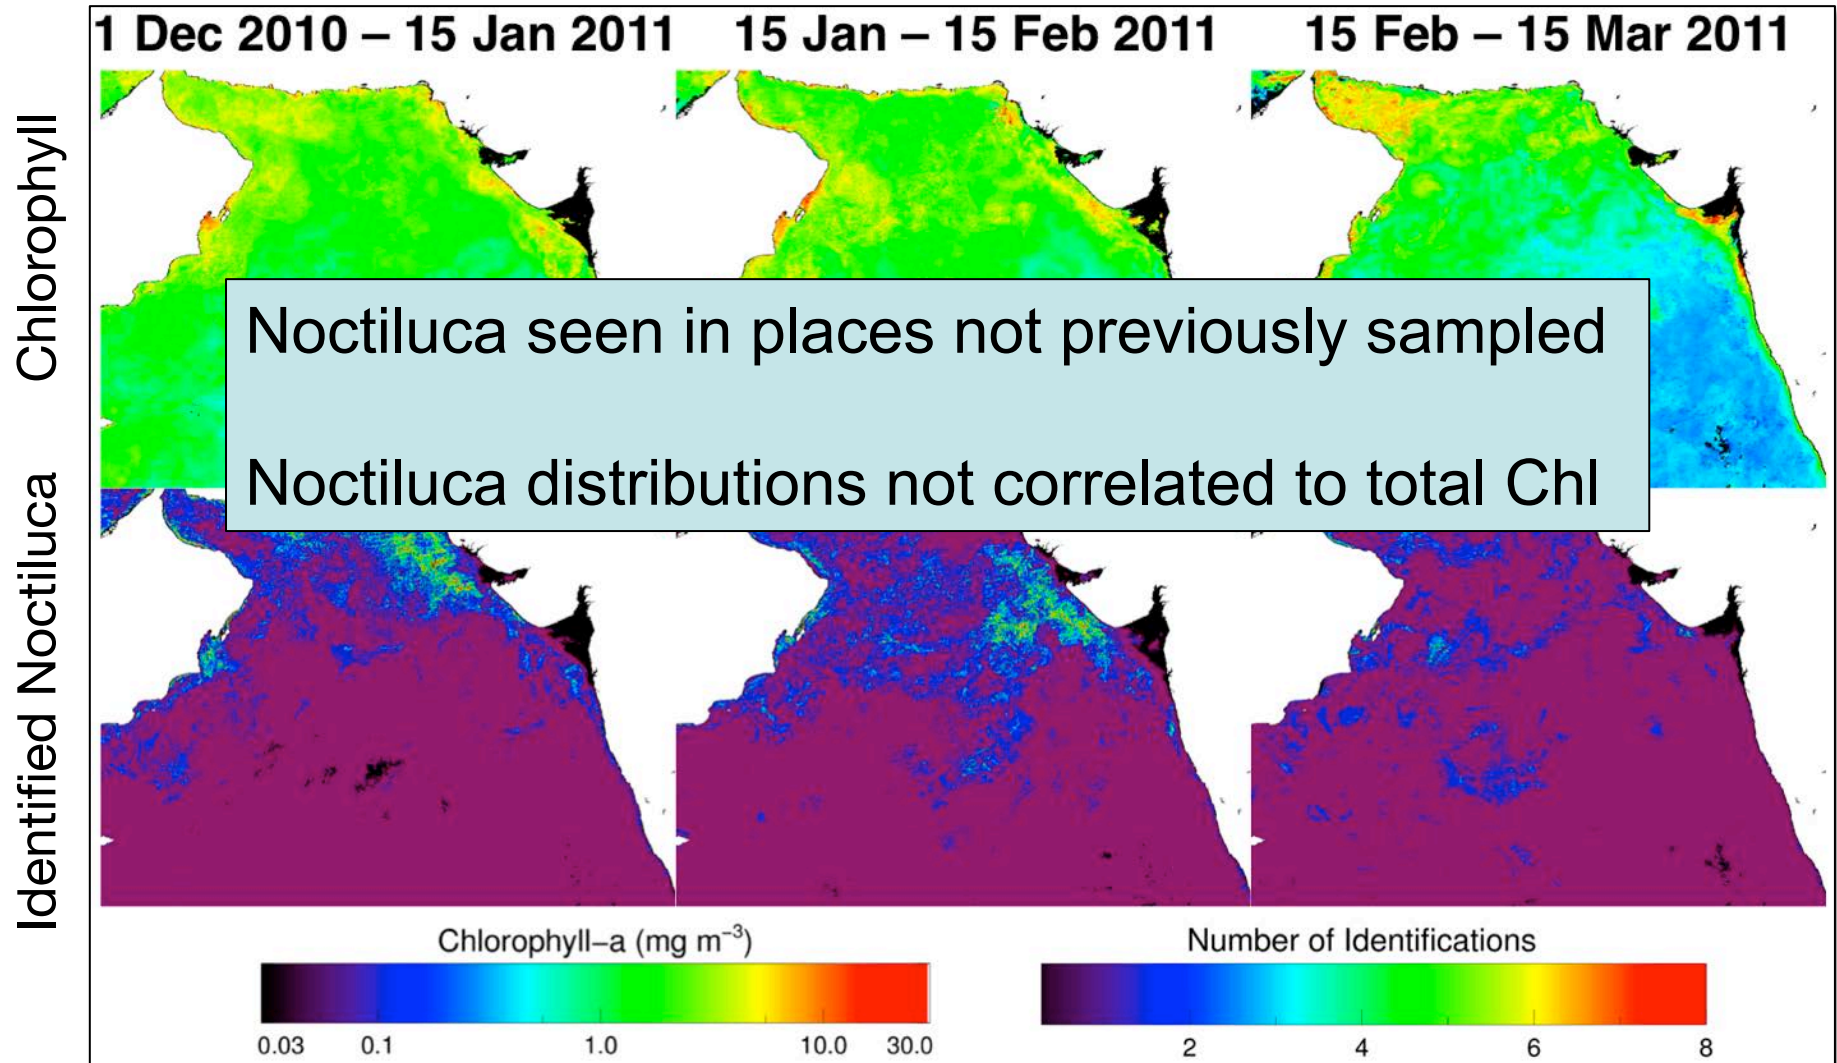 1 Dec 2010 – 15 Jan 2011
15 Jan – 15 Feb 2011
15 Feb – 15 Mar 2011
Chlorophyll
Noctiluca seen in places not previously sampled
Noctiluca distributions not correlated to total Chl
Identified Noctiluca
Chlorophyll–a (mg m⁻³)
0.03 0.1 1.0 10.0 30.0
Number of Identifications
2 4 6 8